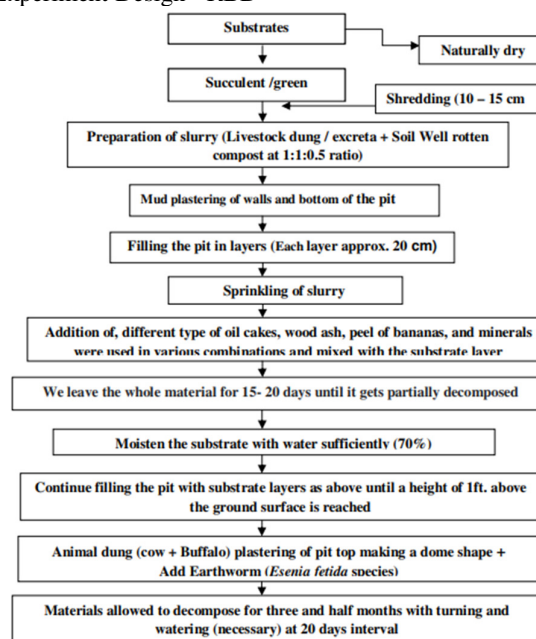 Substrates
Naturally dry
Succulent /green
Shredding (10 – 15 cm
Preparation of slurry (Livestock dung / excreta + Soil Well rotten
compost at 1:1:0.5 ratio)
Mud plastering of walls and bottom of the pit
Filling the pit in layers (Each layer approx. 20 cm)
Sprinkling of slurry
Addition of, different type of oil cakes, wood ash, peel of bananas, and minerals
were used in various combinations and mixed with the substrate layer
We leave the whole material for 15- 20 days until it gets partially decomposed
Moisten the substrate with water sufficiently (70%)
Continue filling the pit with substrate layers as above until a height of 1ft. above
the ground surface is reached
Animal dung (cow + Buffalo) plastering of pit top making a dome shape +
Add Earthworm (Esenia fetida species)
Materials allowed to decompose for three and half months with turning and
watering (necessary) at 20 days interval